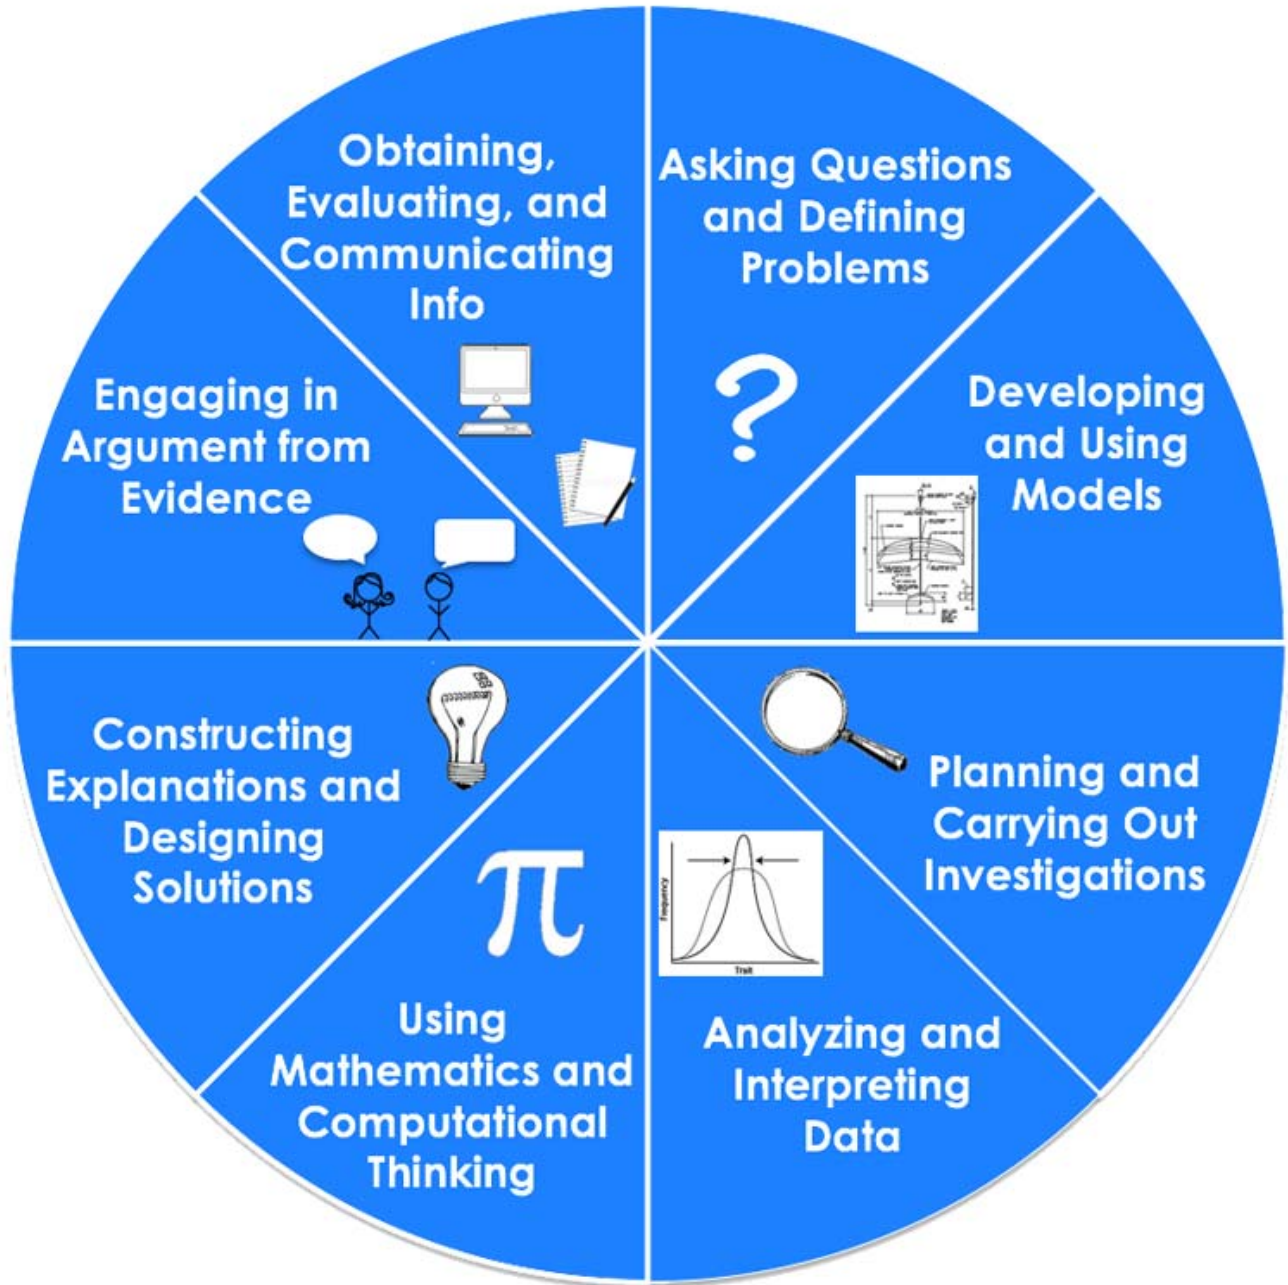 Asking Questions
and Defining
Problems
Developing
and Using
Models
Planning and
Carrying Out
Investigations
Frequency
Trait
Analyzing and
Interpreting
Data
Using
Mathematics and
Computational
Thinking
Constructing
Explanations and
Designing
Solutions
Engaging in
Argument from
Evidence
Obtaining,
Evaluating, and
Communicating
Info